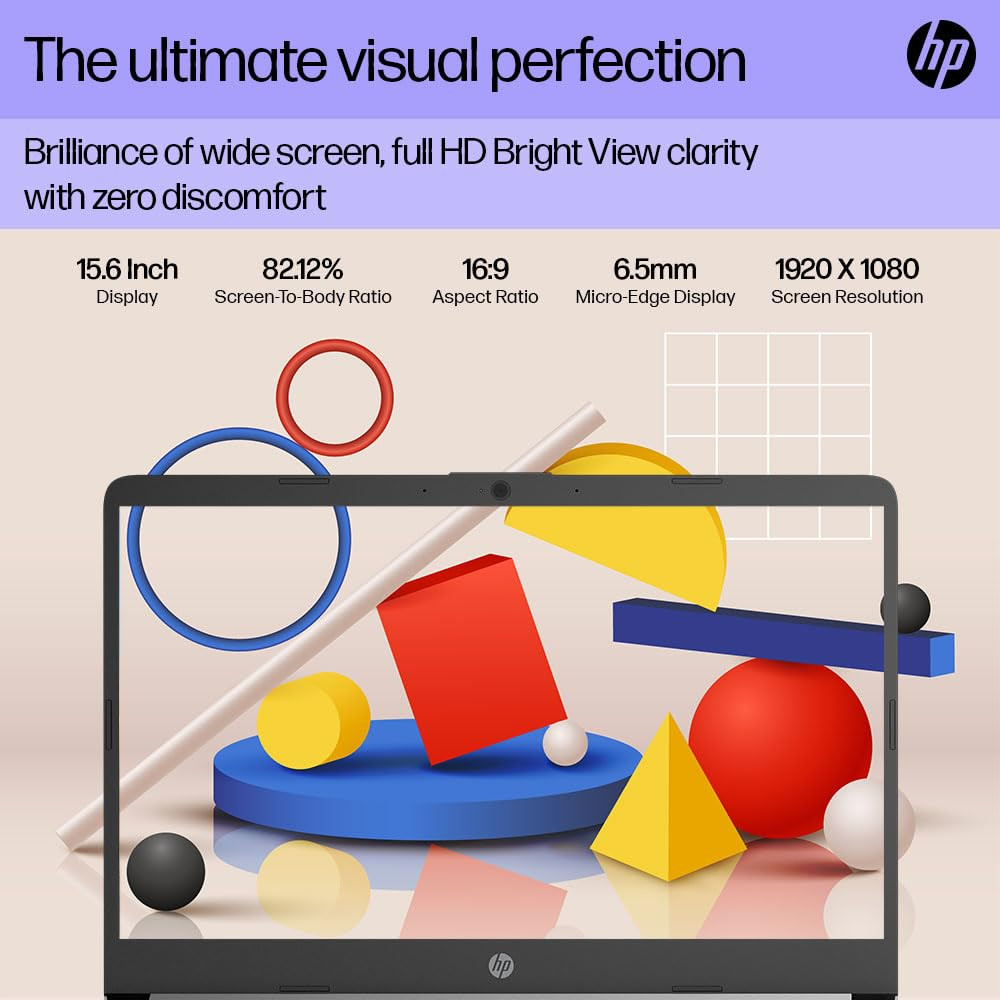 The ultimate visual perfection
hp
Brilliance of wide screen, full HD Bright View clarity
with zero discomfort
15.6 Inch
Display
82.12%
Screen-To-Body Ratio
16:9
Aspect Ratio
6.5mm
Micro-Edge Display
1920 X 1080
Screen Resolution
hp